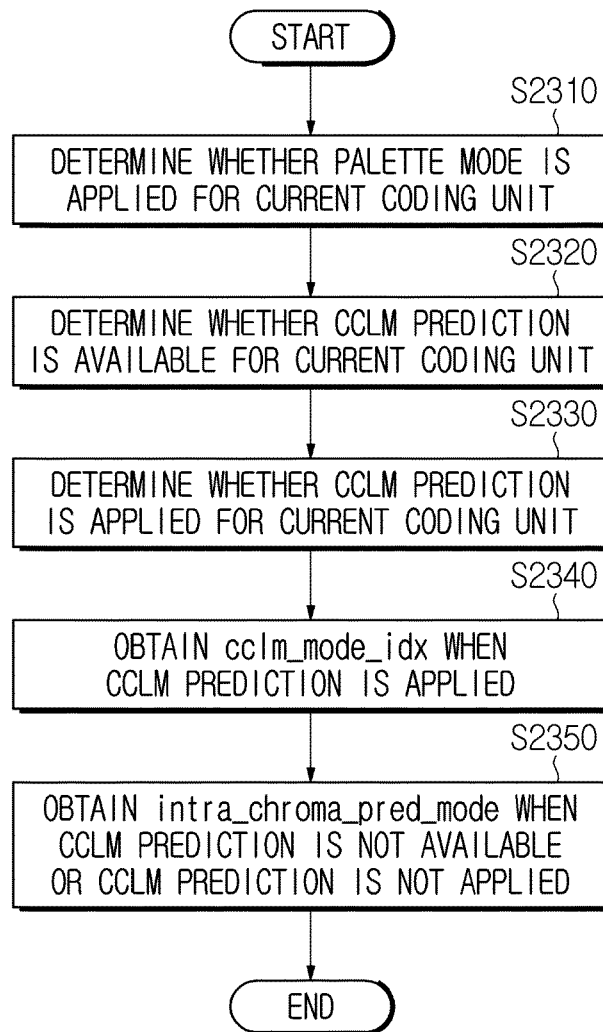 START
S2310
DETERMINE WHETHER PALETTE MODE IS
APPLIED FOR CURRENT CODING UNIT
S2320
DETERMINE WHETHER CCLM PREDICTION
IS AVAILABLE FOR CURRENT CODING UNIT
S2330
DETERMINE WHETHER CCLM PREDICTION
IS APPLIED FOR CURRENT CODING UNIT
S2340
OBTAIN cclm_mode_idx WHEN
CCLM PREDICTION IS APPLIED
S2350
OBTAIN intra_chroma_pred_mode WHEN
CCLM PREDICTION IS NOT AVAILABLE
OR CCLM PREDICTION IS NOT APPLIED
END